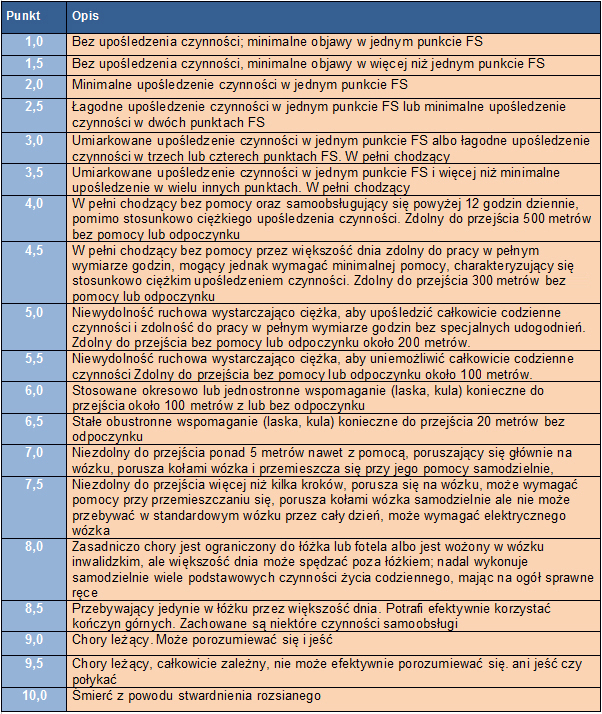 Punkt Opis
1,0 Bez upośledzenia czynności; minimalne objawy w jednym punkcie FS
1,5 Bez upośledzenia czynności, minimalne objawy w więcej niż jednym punkcie FS
2,0 Minimalne upośledzenie czynności w jednym punkcie FS
2,5 Łagodne upośledzenie czynności w jednym punkcie FS lub minimalne upośledzenie
czynności w dwóch punktach FS
3,0 Umiarkowane upośledzenie czynności w jednym punkcie FS albo łagodne upośledzenie
czynności w trzech lub czterech punktach FS. W pełni chodzący
3,5 Umiarkowane upośledzenie czynności w jednym punkcie FS i więcej niż minimalne
upośledzenie w wielu innych punktach. W pełni chodzący
4,0 W pełni chodzący bez pomocy oraz samoobsługujący się powyżej 12 godzin dziennie,
pomimo stosunkowo ciężkiego upośledzenia czynności. Zdolny do przejścia 500 metrów
bez pomocy lub odpoczynku
4,5 W pełni chodzący bez pomocy przez większość dnia zdolny do pracy w pełnym
wymiarze godzin, mogący jednak wymagać minimalnej pomocy, charakteryzujący się
stosunkowo ciężkim upośledzeniem czynności. Zdolny do przejścia 300 metrów bez
pomocy lub odpoczynku
5,0 Niewydolność ruchowa wystarczająco ciężka, aby upośledzić całkowicie codzienne
czynności i zdolność do pracy w pełnym wymiarze godzin bez specjalnych udogodnień.
Zdolny do przejścia bez pomocy lub odpoczynku około 200 metrów.
5,5 Niewydolność ruchowa wystarczająco ciężka, aby uniemożliwić całkowicie codzienne
czynności Zdolny do przejścia bez pomocy lub odpoczynku około 100 metrów.
6,0 Stosowane okresowo lub jednostronne wspomaganie (laska, kula) konieczne do
przejścia około 100 metrów z lub bez odpoczynku
6,5 Stałe obustronne wspomaganie (laska, kula) konieczne do przejścia 20 metrów bez
odpoczynku
7,0 Niezdolny do przejścia ponad 5 metrów nawet z pomocą, poruszający się głównie na
wózku, porusza kołami wózka i przemieszcza się przy jego pomocy samodzielnie,
7,5 Niezdolny do przejścia więcej niż kilka kroków, porusza się na wózku, może wymagać
pomocy przy przemieszczaniu się, porusza kołami wózka samodzielnie ale nie może
przebywać w standardowym wózku przez cały dzień, może wymagać elektrycznego
wózka
8,0 Zasadniczo chory jest ograniczony do łóżka lub fotela albo jest wożony w wózku
inwalidzkim, ale większość dnia może spędzać poza łóżkiem; nadal wykonuje
samodzielnie wiele podstawowych czynności życia codziennego, mając na ogół sprawne
ręce
8,5 Przebywający jedynie w łóżku przez większość dnia. Potrafi efektywnie korzystać
kończyn górnych. Zachowane są niektóre czynności samoobsługi
9,0 Chory leżący. Może porozumiewać się i jeść
9,5 Chory leżący, całkowicie zależny, nie może efektywnie porozumiewać się. ani jeść czy
połykać
10,0 Śmierć z powodu stwardnienia rozsianego